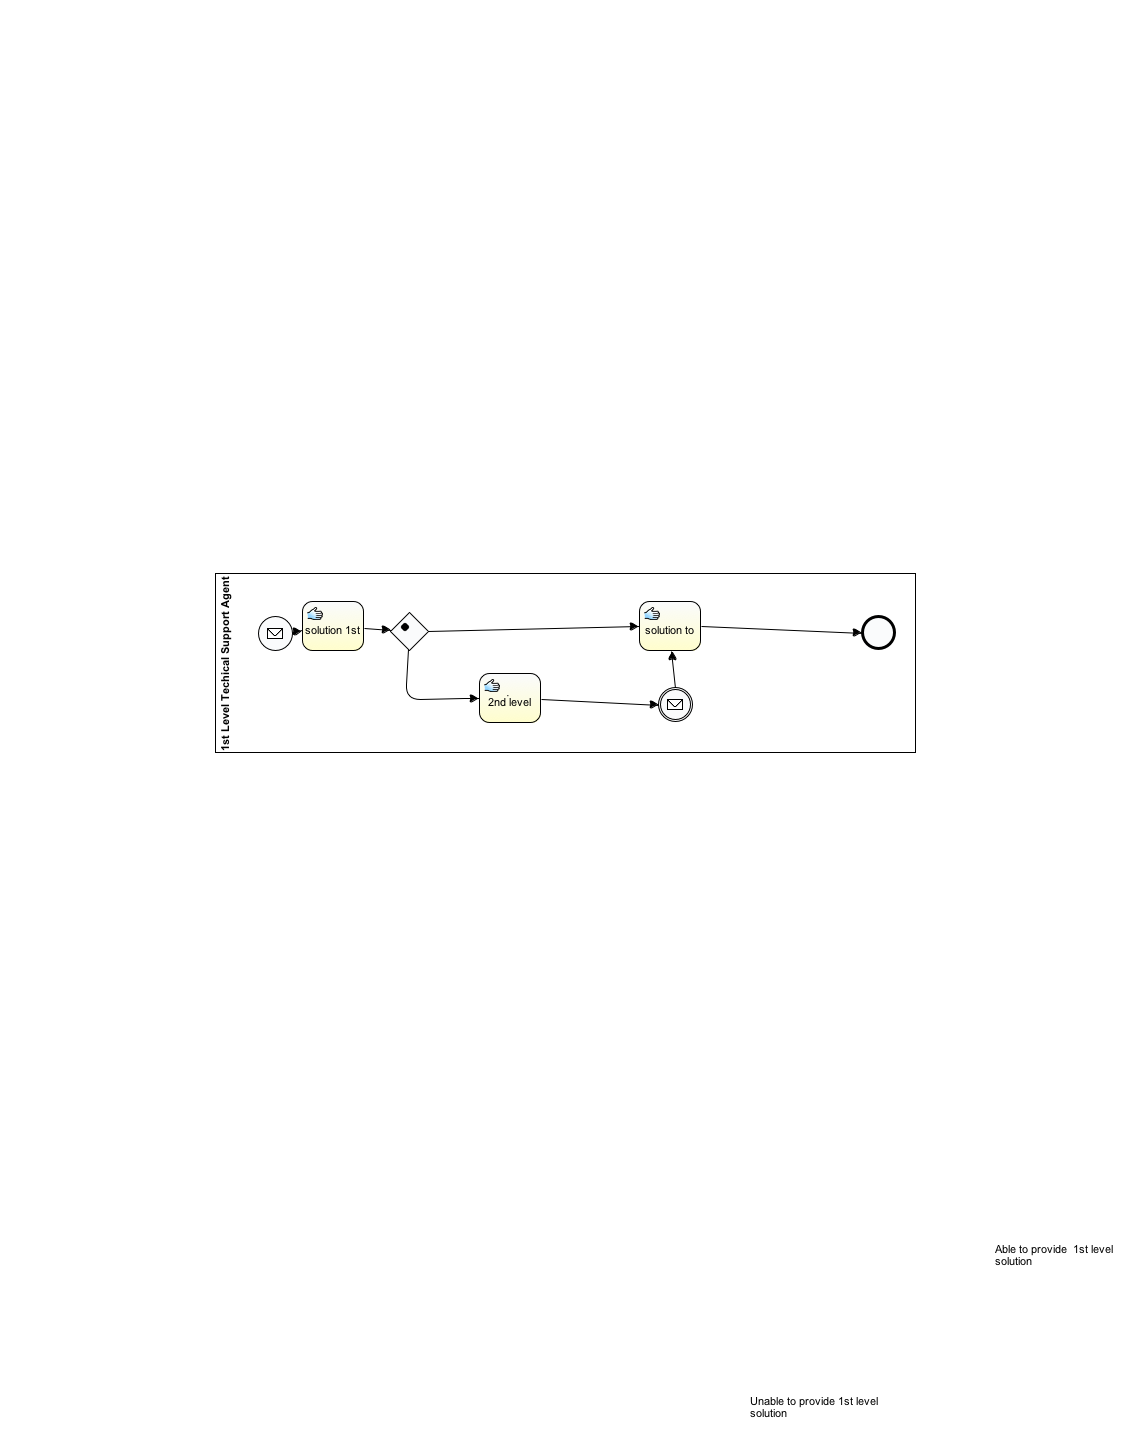 1st Level Techical Support Agent
solution 1st
solution to
2nd level
Able to provide  1st level
solution
Unable to provide 1st level
solution